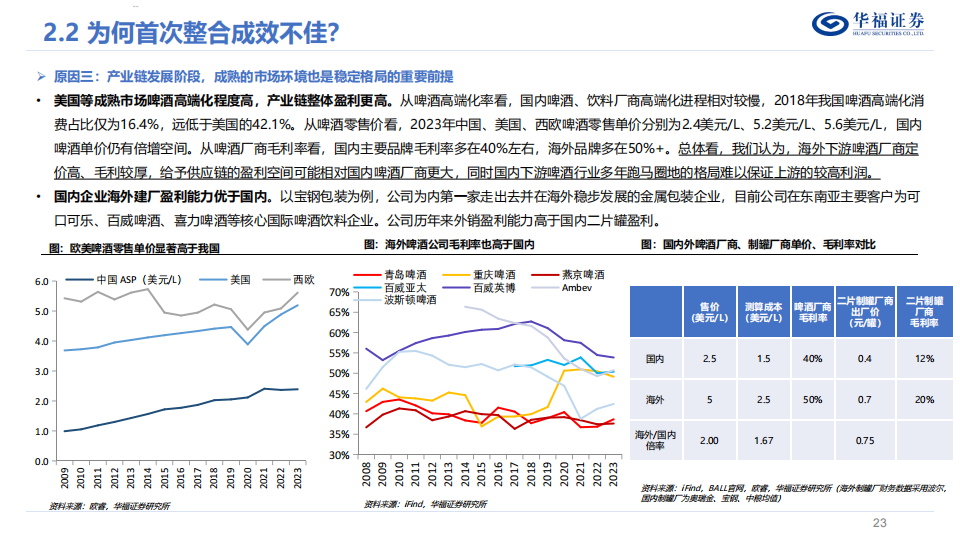 2.2 为何首次整合成效不佳?
华福证券
HUAFU SECURITIES CO.,LTD.
➢ 原因三：产业链发展阶段，成熟的市场环境也是稳定格局的重要前提
• 美国等成熟市场啤酒高端化程度高，产业链整体盈利更高。从啤酒高端化率看，国内啤酒、饮料厂商高端化进程相对较慢，2018年我国啤酒高端化消
费占比仅为16.4%，远低于美国的42.1%。从啤酒零售价看，2023年中国、美国、西欧啤酒零售单价分别为2.4美元/L、5.2美元/L、5.6美元/L，国内
啤酒单价仍有倍增空间。从啤酒厂商毛利率看，国内主要品牌毛利率多在40%左右，海外品牌多在50%+。总体看，我们认为，海外下游啤酒厂商定
价高、毛利较厚，给予供应链的盈利空间可能相对国内啤酒厂商更大，同时国内下游啤酒行业多年跑马圈地的格局难以保证上游的较高利润。
• 国内企业海外建厂盈利能力优于国内。以宝钢包装为例，公司为内第一家走出去并在海外稳步发展的金属包装企业，目前公司在东南亚主要客户为可
口可乐、百威啤酒、喜力啤酒等核心国际啤酒饮料企业。公司历年来外销盈利能力高于国内二片罐盈利。
图：欧美啤酒零售单价显著高于我国
中国 ASP（美元/L）
美国
西欧
6.0
5.0
4.0
3.0
2.0
1.0
0.0
2009 2010 2011 2012 2013 2014 2015 2016 2017 2018 2019 2020 2021 2022 2023
资料来源：欧睿，华福证券研究所
图：海外啤酒公司毛利率也高于国内
青岛啤酒 重庆啤酒 燕京啤酒
百威亚太 百威英博 Ambev
波斯顿啤酒
70%
65%
60%
55%
50%
45%
40%
35%
30%
2008 2009 2010 2011 2012 2013 2014 2015 2016 2017 2018 2019 2020 2021 2022 2023
资料来源：iFind，华福证券研究所
图：国内外啤酒厂商、制罐厂商单价、毛利率对比
售价 测算成本 啤酒厂商 二片制罐厂商 二片制罐
(美元/L) (美元/L) 毛利率 出厂价 厂商
（元/罐） 毛利率
国内 2.5 1.5 40% 0.4 12%
海外 5 2.5 50% 0.7 20%
海外/国内
倍率 2.00 1.67 0.75
资料来源：iFind，BALL官网，欧睿，华福证券研究所（海外制罐厂财务数据采用波尔，
国内制罐厂为奥瑞金、宝钢、中粮均值）
23